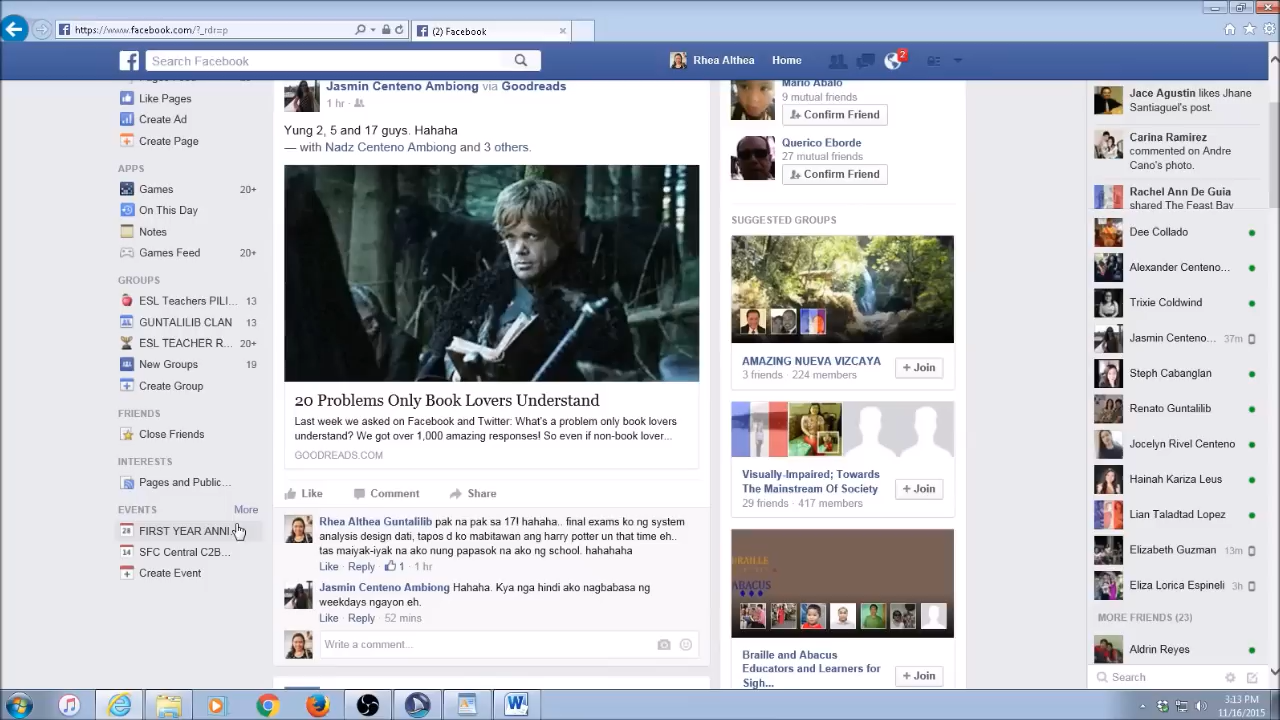 https://www.facebook.com/?_rdr=p
(2) Facebook
Search Facebook
Rhea Althea
Home
2
Like Pages
Create Ad
Create Page
APPS
Games 20+
On This Day
Notes
Games Feed 20+
GROUPS
ESL Teachers PILI... 13
GUNTALILIB CLAN 13
ESL TEACHER R... 20+
New Groups 19
Create Group
FRIENDS
Close Friends
INTERESTS
Pages and Public...
EVENTS More
28 FIRST YEAR ANNI...
14 SFC Central C2B...
Create Event
Jasmin Centeno Ambiong via Goodreads
1 hr
Yung 2, 5 and 17 guys. Hahaha
— with Nadz Centeno Ambiong and 3 others.
20 Problems Only Book Lovers Understand
Last week we asked on Facebook and Twitter: What's a problem only book lovers
understand? We got over 1,000 amazing responses! So even if non-book lover...
GOODREADS.COM
Like Comment Share
Rhea Althea Guntalilib pak na pak sa 17! hahaha.. final exams ko ng system
analysis design dati, tapos d ko mabitawan ang harry potter un that time eh..
tas maiyak-iyak na ako nung papasok na ako ng school. hahahaha
Like · Reply · 1 · 1 hr
Jasmin Centeno Ambiong Hahaha. Kya nga hindi ako nagbabasa ng
weekdays ngayon eh.
Like · Reply · 52 mins
Write a comment...
Mario Abalo
9 mutual friends
Confirm Friend
Querico Eborde
27 mutual friends
Confirm Friend
SUGGESTED GROUPS
AMAZING NUEVA VIZCAYA
3 friends · 224 members
+ Join
Visually-Impaired; Towards
The Mainstream Of Society
29 friends · 417 members
+ Join
BRAILLE
ABACUS
Braille and Abacus
Educators and Learners for
Sigh...
+ Join
Jace Agustin likes Jhane
Santiaguel's post.
Carina Ramirez
commented on Andre
Cano's photo.
Rachel Ann De Guia
shared The Feast Bay
Dee Collado
Alexander Centeno...
Trixie Coldwind
Jasmin Centeno... 37m
Steph Cabanglan
Renato Guntalilib
Jocelyn Rivel Centeno
Hainah Kariza Leus
Lian Taladtad Lopez
Elizabeth Guzman 13m
Eliza Lorica Espineli 3h
MORE FRIENDS (23)
Aldrin Reyes
Search
3:13 PM
11/16/2015